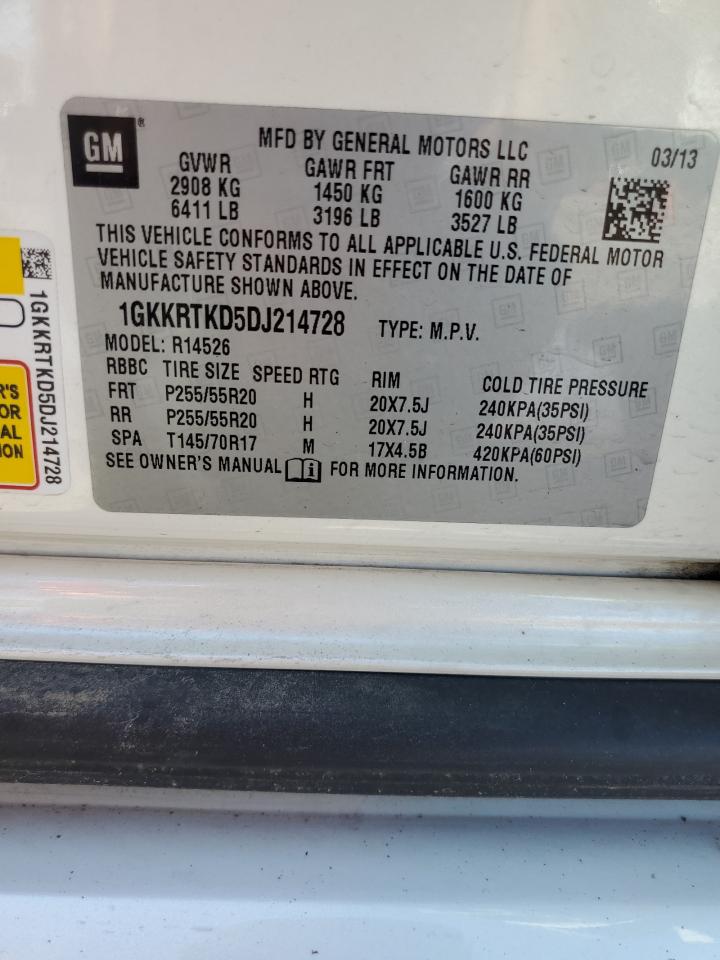 GM
®
MFD BY GENERAL MOTORS LLC
03/13
GVWR GAWR FRT GAWR RR
2908 KG 1450 KG 1600 KG
6411 LB 3196 LB 3527 LB
THIS VEHICLE CONFORMS TO ALL APPLICABLE U.S. FEDERAL MOTOR
VEHICLE SAFETY STANDARDS IN EFFECT ON THE DATE OF
MANUFACTURE SHOWN ABOVE.
1GKKRTKD5DJ214728 TYPE: M.P.V.
MODEL: R14526
RBBC TIRE SIZE SPEED RTG RIM COLD TIRE PRESSURE
FRT P255/55R20 H 20X7.5J 240KPA(35PSI)
RR P255/55R20 H 20X7.5J 240KPA(35PSI)
SPA T145/70R17 M 17X4.5B 420KPA(60PSI)
SEE OWNER'S MANUAL i FOR MORE INFORMATION.
1GKKRTKD5DJ214728
R'S
OR
AL
ION